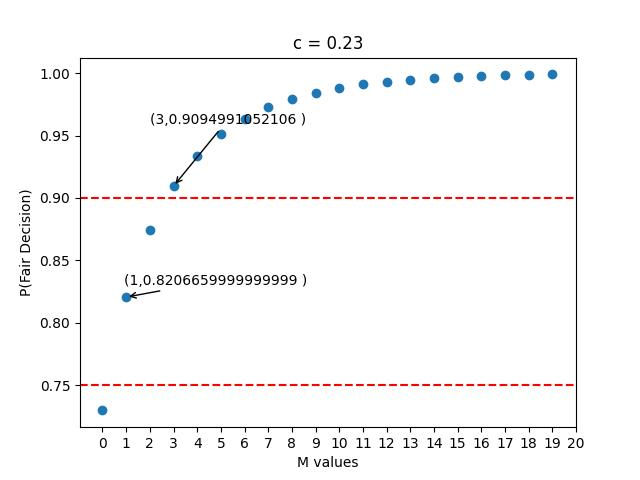 c = 0.23
1.00
(3,0.9094991052106 )
0.95
0.90
P(Fair Decision)
0.85
(1,0.8206659999999999 )
0.80
0.75
0 1 2 3 4 5 6 7 8 9 10 11 12 13 14 15 16 17 18 19 20
M values